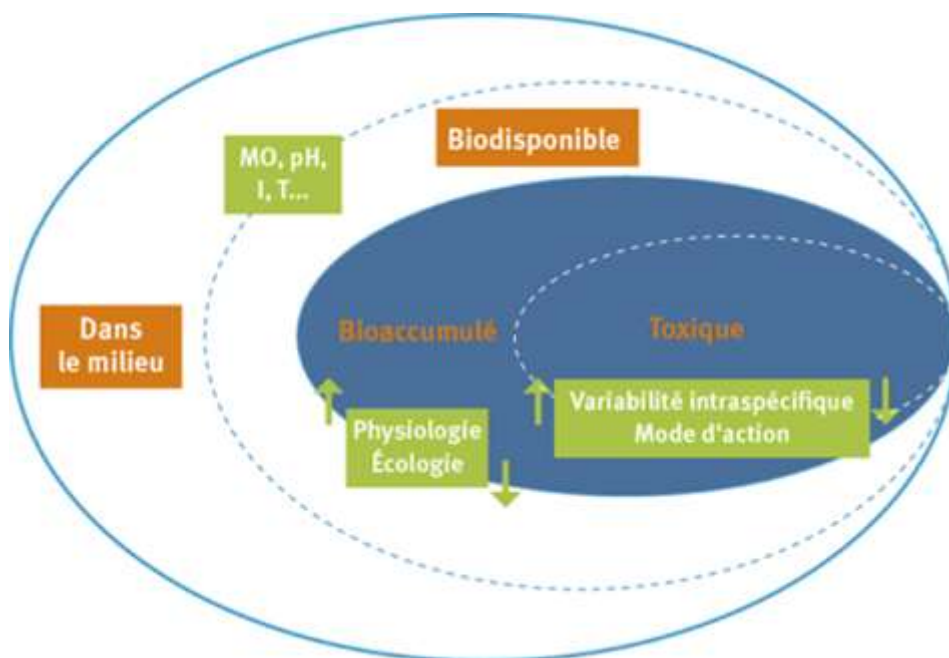 Biodisponible
MO, pH,
I, T...
Dans
le milieu
Bioaccumulé
Toxique
Physiologie
Écologie
Variabilité intraspécifique
Mode d'action